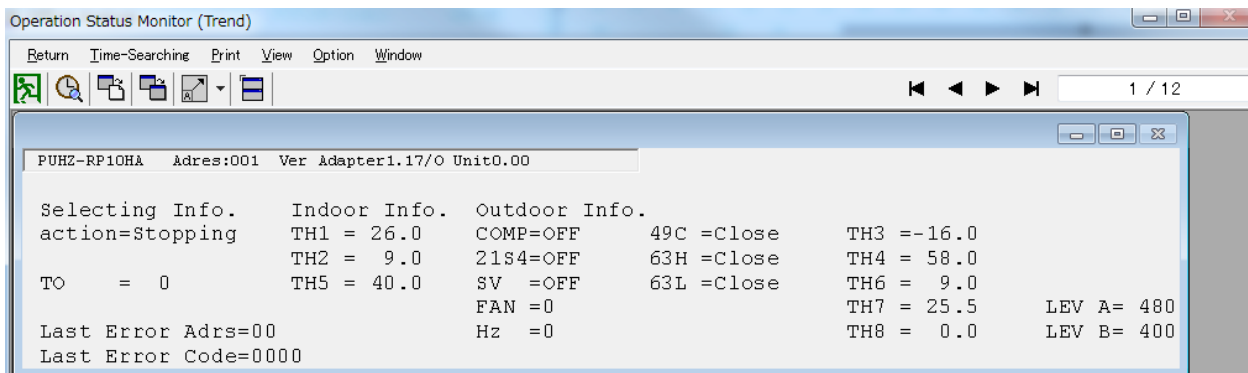 Operation Status Monitor (Trend)
Return Time-Searching Print View Option Window
1 / 12
PUHZ-RP10HA Adres:001 Ver Adapter1.17/O Unit0.00
Selecting Info. Indoor Info. Outdoor Info.
action=Stopping TH1 = 26.0 COMP=OFF 49C =Close TH3 =-16.0
TH2 = 9.0 21S4=OFF 63H =Close TH4 = 58.0
TO = 0 TH5 = 40.0 SV =OFF 63L =Close TH6 = 9.0
FAN =0 TH7 = 25.5 LEV A= 480
Last Error Adrs=00 Hz =0 TH8 = 0.0 LEV B= 400
Last Error Code=0000